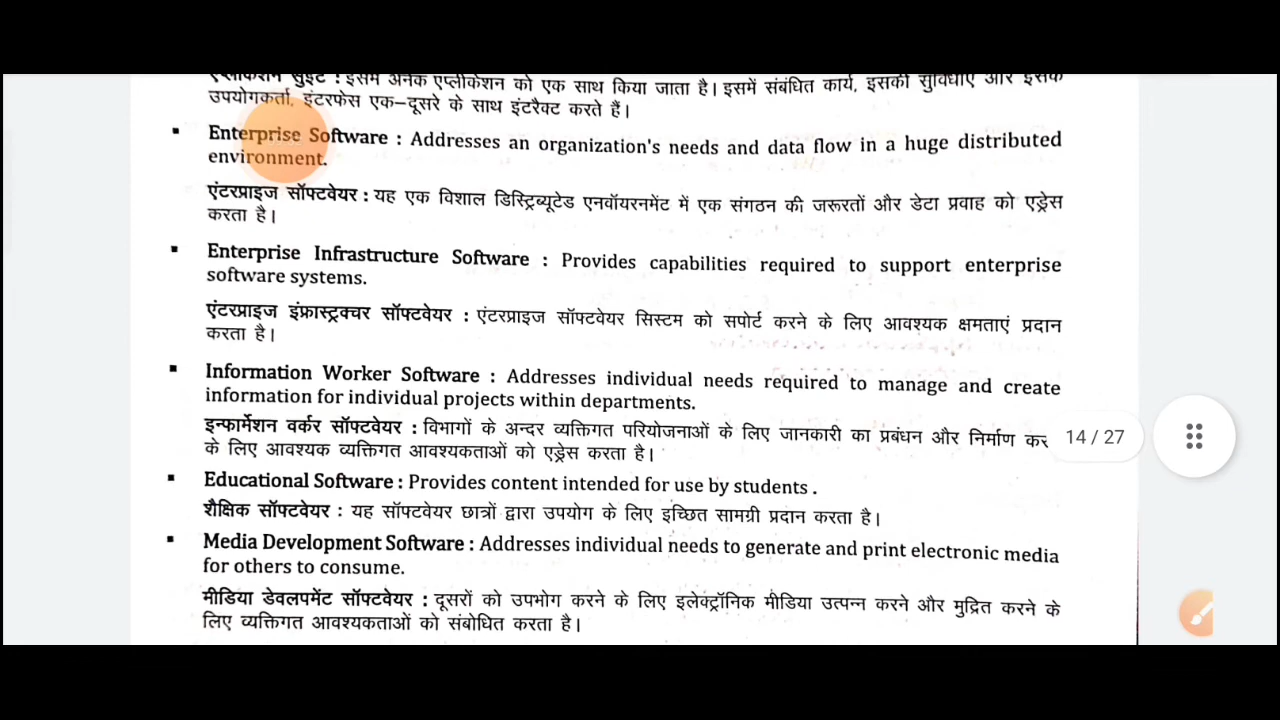 एप्लीकेशन सुइट : इसमें अनेक एप्लीकेशन को एक साथ किया जाता है। इसमें संबंधित कार्य, इसकी सुविधाएं और इसके
उपयोगकर्ता, इंटरफेस एक–दूसरे के साथ इंटरैक्ट करते हैं।
▪ Enterprise Software : Addresses an organization's needs and data flow in a huge distributed
environment.
एंटरप्राइज सॉफ्टवेयर : यह एक विशाल डिस्ट्रिब्यूटेड एनवॉयरनमेंट में एक संगठन की जरूरतों और डेटा प्रवाह को एड्रेस
करता है।
▪ Enterprise Infrastructure Software : Provides capabilities required to support enterprise
software systems.
एंटरप्राइज इंफ्रास्ट्रक्चर सॉफ्टवेयर : एंटरप्राइज सॉफ्टवेयर सिस्टम को सपोर्ट करने के लिए आवश्यक क्षमताएं प्रदान
करता है।
▪ Information Worker Software : Addresses individual needs required to manage and create
information for individual projects within departments.
इन्फार्मेशन वर्कर सॉफ्टवेयर : विभागों के अन्दर व्यक्तिगत परियोजनाओं के लिए जानकारी का प्रबंधन और निर्माण
के लिए आवश्यक व्यक्तिगत आवश्यकताओं को एड्रेस करता है।
14 / 27
▪ Educational Software : Provides content intended for use by students .
शैक्षिक सॉफ्टवेयर : यह सॉफ्टवेयर छात्रों द्वारा उपयोग के लिए इच्छित सामग्री प्रदान करता है।
▪ Media Development Software : Addresses individual needs to generate and print electronic media
for others to consume.
मीडिया डेवलपमेंट सॉफ्टवेयर : दूसरों को उपभोग करने के लिए इलेक्ट्रॉनिक मीडिया उत्पन्न करने और मुद्रित करने के
लिए व्यक्तिगत आवश्यकताओं को संबोधित करता है।